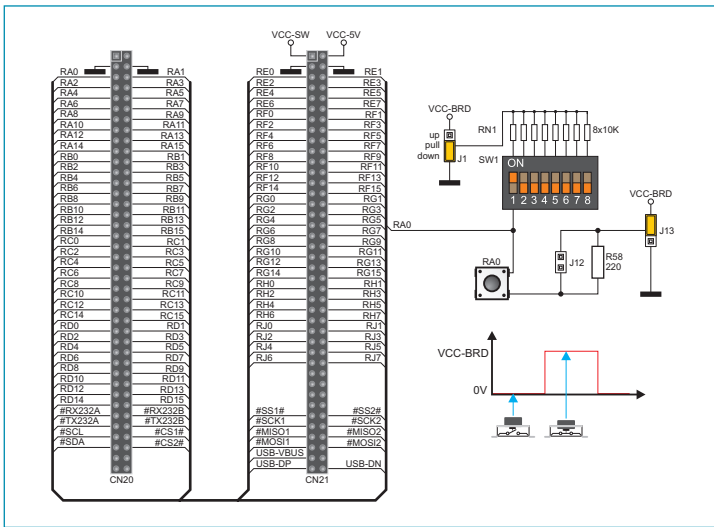 VCC-SW VCC-5V
RA0 RA1
RA2 RA3
RA4 RA5
RA6 RA7
RA8 RA9
RA10 RA11
RA12 RA13
RA14 RA15
RB0 RB1
RB2 RB3
RB4 RB5
RB6 RB7
RB8 RB9
RB10 RB11
RB12 RB13
RB14 RB15
RC0 RC1
RC2 RC3
RC4 RC5
RC6 RC7
RC8 RC9
RC10 RC11
RC12 RC13
RC14 RC15
RD0 RD1
RD2 RD3
RD4 RD5
RD6 RD7
RD8 RD9
RD10 RD11
RD12 RD13
RD14 RD15
#RX232A #RX232B
#TX232A #TX232B
#SCL #CS1#
#SDA #CS2#
CN20
RE0 RE1
RE2 RE3
RE4 RE5
RE6 RE7
RF0 RF1
RF2 RF3
RF4 RF5
RF6 RF7
RF8 RF9
RF10 RF11
RF12 RF13
RF14 RF15
RG0 RG1
RG2 RG3
RG4 RG5
RG6 RG7
RG8 RG9
RG10 RG11
RG12 RG13
RG14 RG15
RH0 RH1
RH2 RH3
RH4 RH5
RH6 RH7
RJ0 RJ1
RJ2 RJ3
RJ4 RJ5
RJ6 RJ7
#SS1# #SS2#
#SCK1 #SCK2
#MISO1 #MISO2
#MOSI1 #MOSI2
USB-VBUS
USB-DP USB-DN
CN21
VCC-BRD
up
pull
down
J1
RN1
8x10K
SW1
ON
1 2 3 4 5 6 7 8
RA0
VCC-BRD
J13
RA0
J12
R58
220
VCC-BRD
0V